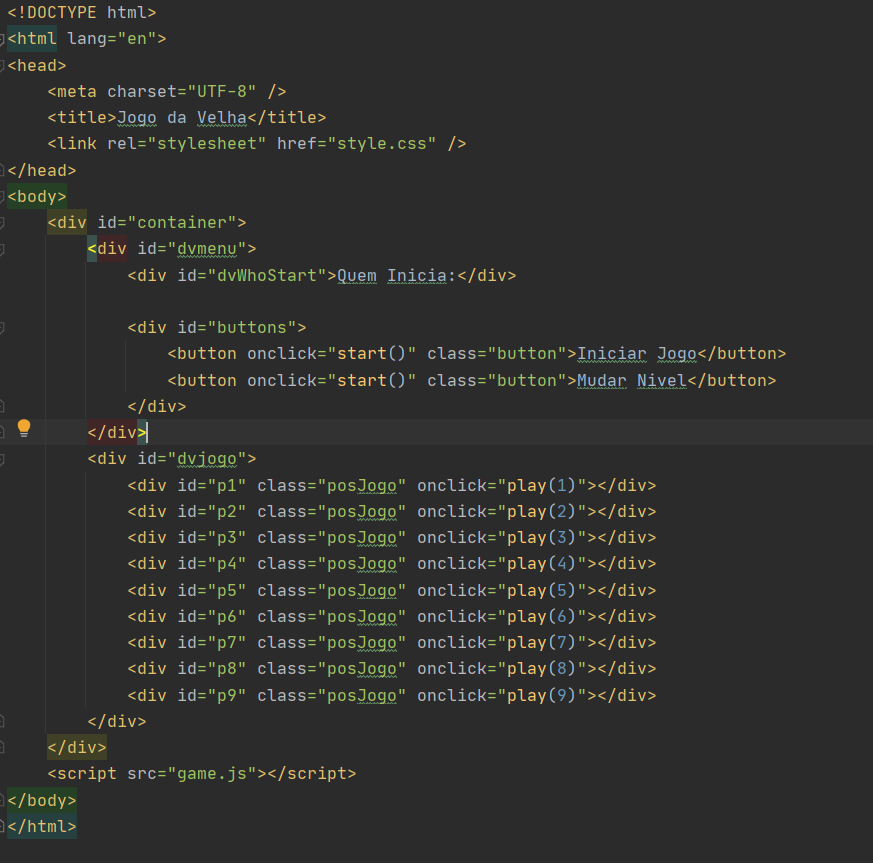 <!DOCTYPE html>
<html lang="en">
<head>
    <meta charset="UTF-8" />
    <title>Jogo da Velha</title>
    <link rel="stylesheet" href="style.css" />
</head>
<body>
    <div id="container">
        <div id="dvmenu">
            <div id="dvWhoStart">Quem Inicia:</div>

            <div id="buttons">
                <button onclick="start()" class="button">Iniciar Jogo</button>
                <button onclick="start()" class="button">Mudar Nivel</button>
            </div>
        </div>
        <div id="dvjogo">
            <div id="p1" class="posJogo" onclick="play(1)"></div>
            <div id="p2" class="posJogo" onclick="play(2)"></div>
            <div id="p3" class="posJogo" onclick="play(3)"></div>
            <div id="p4" class="posJogo" onclick="play(4)"></div>
            <div id="p5" class="posJogo" onclick="play(5)"></div>
            <div id="p6" class="posJogo" onclick="play(6)"></div>
            <div id="p7" class="posJogo" onclick="play(7)"></div>
            <div id="p8" class="posJogo" onclick="play(8)"></div>
            <div id="p9" class="posJogo" onclick="play(9)"></div>
        </div>
    </div>
    <script src="game.js"></script>
</body>
</html>